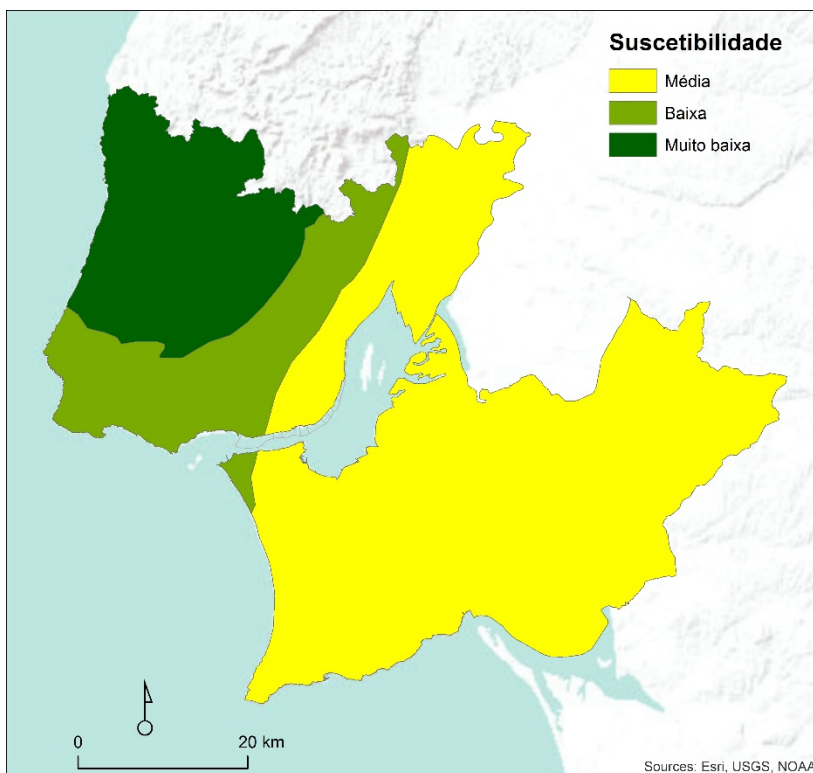 Suscetibilidade
Média
Baixa
Muito baixa
0 20 km
Sources: Esri, USGS, NOAA